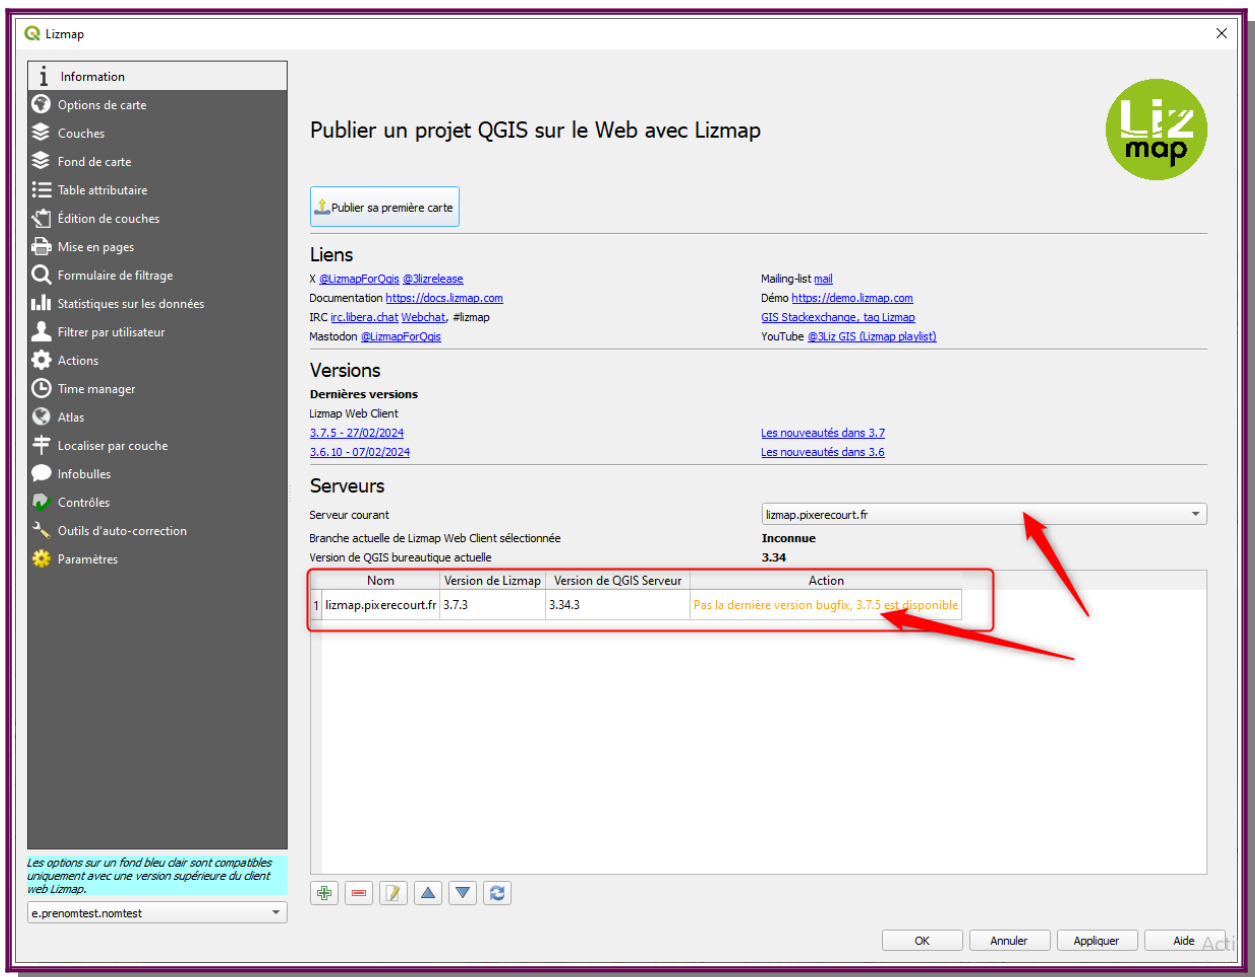 Lizmap
Information
Options de carte
Couches
Fond de carte
Table attributaire
Édition de couches
Mise en pages
Formulaire de filtrage
Statistiques sur les données
Filtrer par utilisateur
Actions
Time manager
Atlas
Localiser par couche
Infobulles
Contrôles
Outils d'auto-correction
Paramètres
Les options sur un fond bleu clair sont compatibles
uniquement avec une version supérieure du client
web Lizmap.
e.prenomtest.nomtest
Publier un projet QGIS sur le Web avec Lizmap
Liz
map
Publier sa première carte
Liens
X @LizmapForQgis @3lizrelease
Mailing-list mail
Documentation https://docs.lizmap.com
Démo https://demo.lizmap.com
IRC irc.libera.chat Webchat, #lizmap
GIS Stackexchange, tag Lizmap
Mastodon @LizmapForQgis
YouTube @3Liz GIS (Lizmap playlist)
Versions
Dernières versions
Lizmap Web Client
3.7.5 - 27/02/2024
Les nouveautés dans 3.7
3.6.10 - 07/02/2024
Les nouveautés dans 3.6
Serveurs
Serveur courant
lizmap.pixerecourt.fr
Branche actuelle de Lizmap Web Client sélectionnée
Inconnue
Version de QGIS bureautique actuelle
3.34
Nom Version de Lizmap Version de QGIS Serveur Action
1 lizmap.pixerecourt.fr 3.7.3 3.34.3 Pas la dernière version bugfix, 3.7.5 est disponible
OK Annuler Appliquer Aide
Acti